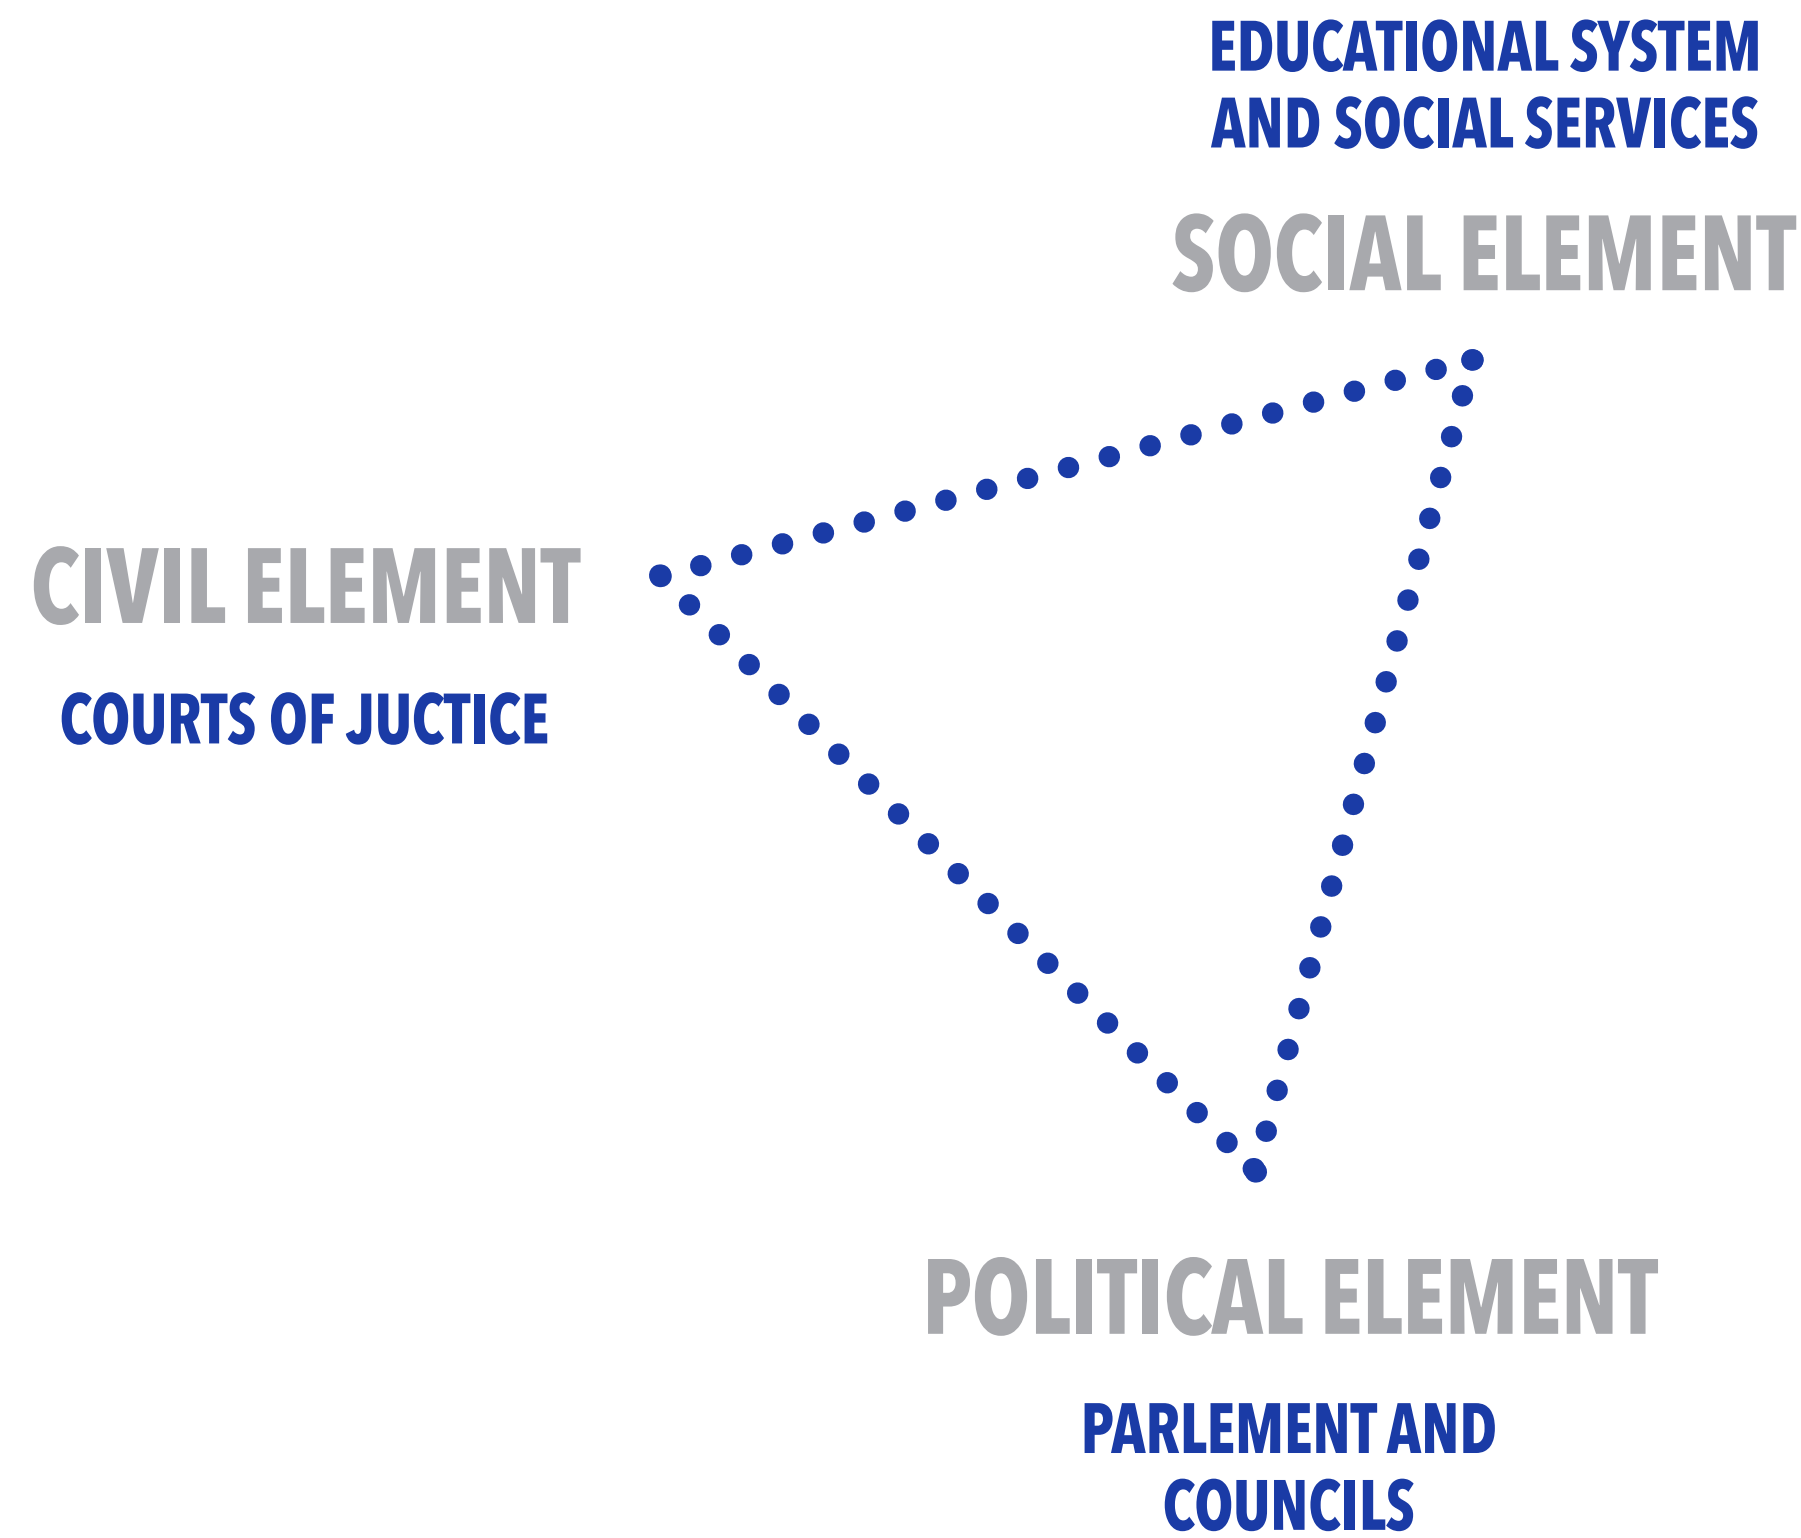 EDUCATIONAL SYSTEM
AND SOCIAL SERVICES
SOCIAL ELEMENT
CIVIL ELEMENT
COURTS OF JUCTICE
POLITICAL ELEMENT
PARLEMENT AND
COUNCILS